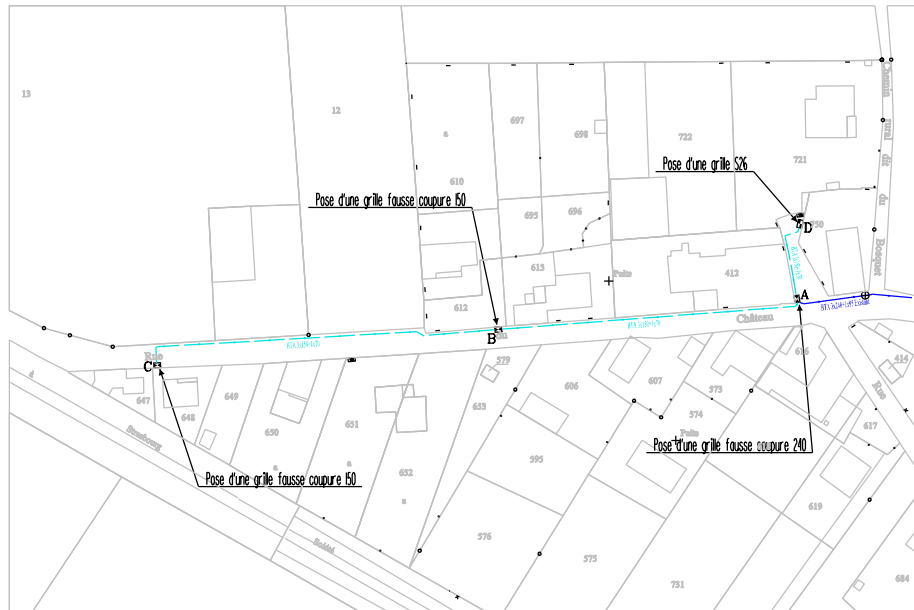 13
12
a
697
698
722
721
610
Pose d'une grille S26
Pose d'une grille fausse coupure 150
695
696
750
D
613
Puits
412
612
A
B
Rue
du
Château
C
Chemin
rural
dit
du
Bosquet
579
616
414
Rue
647
648
649
650
651
652
653
606
607
573
574
617
Puits
Pose d'une grille fausse coupure 240
595
a
a
a
Pose d'une grille fausse coupure 150
Strasbourg
619
576
575
731
684